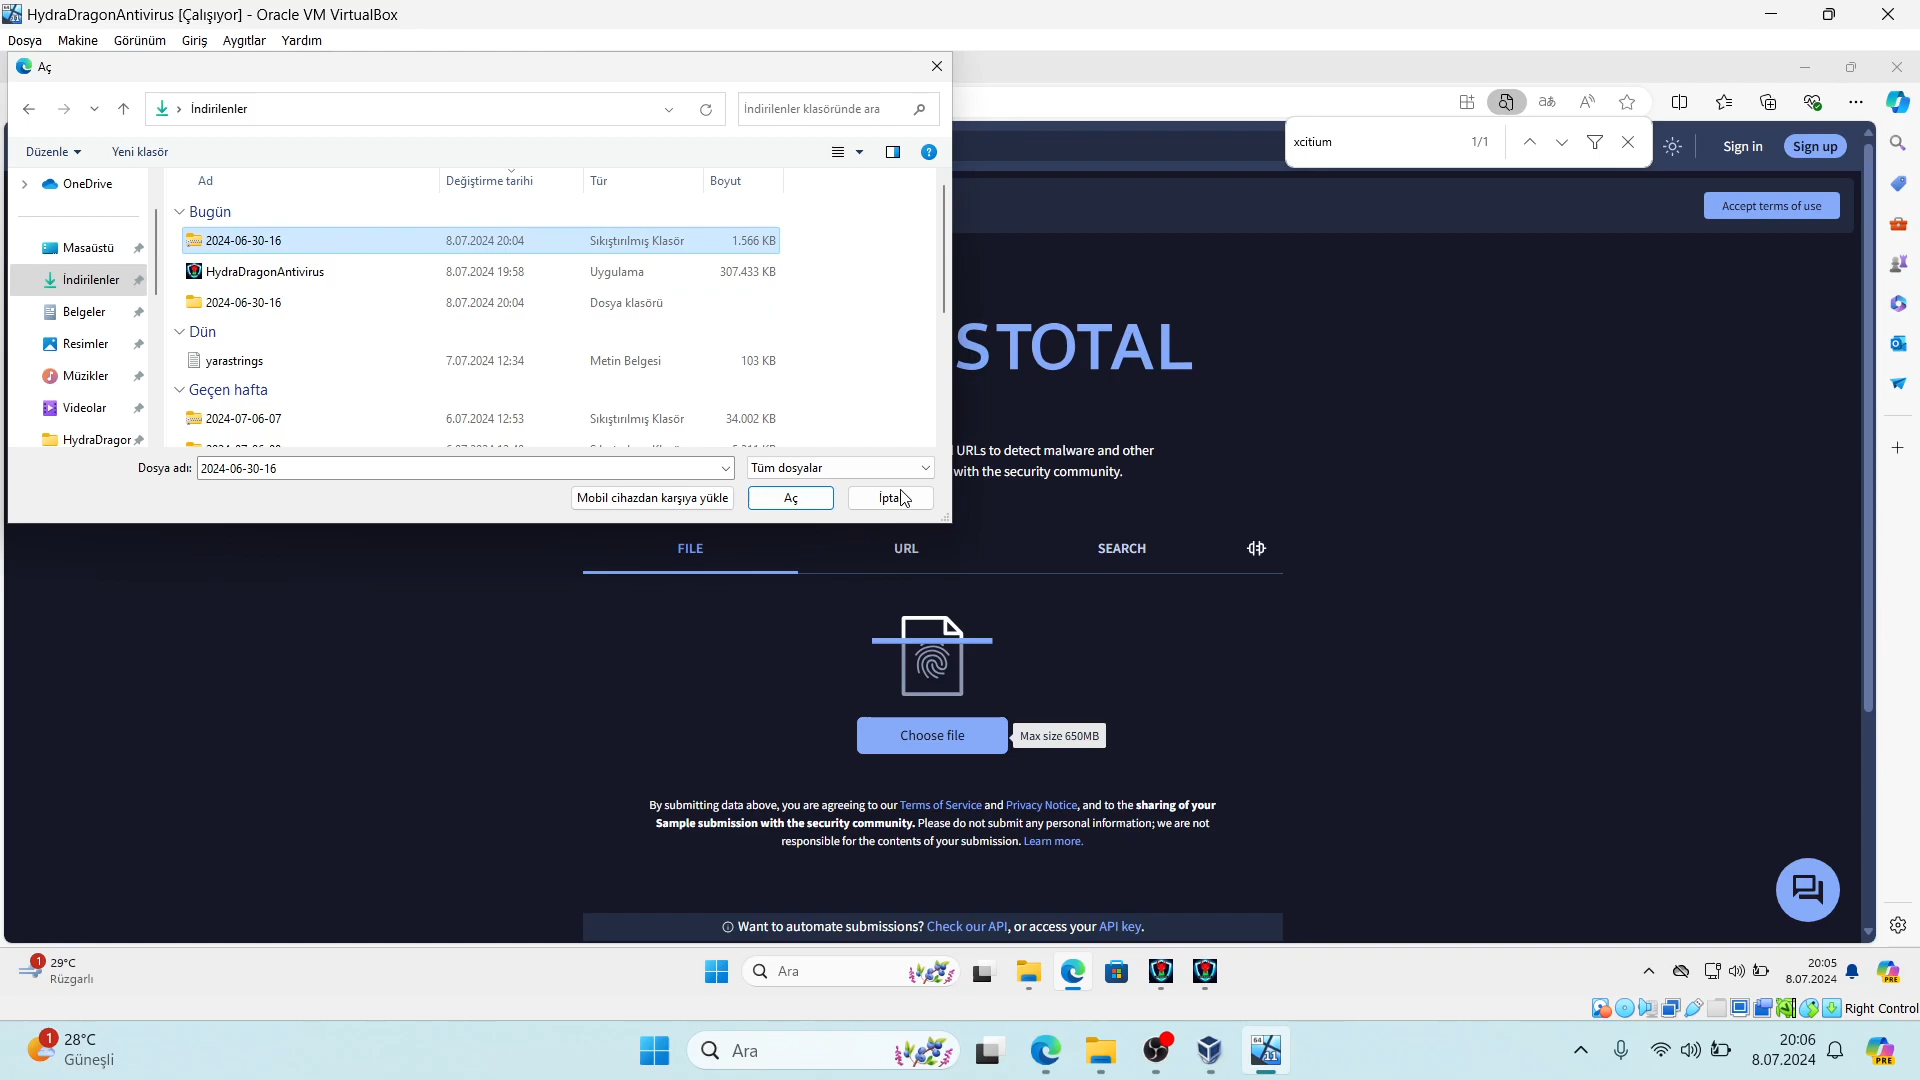 HydraDragonAntivirus [Çalışıyor] - Oracle VM VirtualBox
Dosya Makine Görünüm Giriş Aygıtlar Yardım
Aç
İndirilenler
İndirilenler klasöründe ara
Düzenle Yeni klasör
Ad Değiştirme tarihi Tür Boyut
OneDrive
Masaüstü
İndirilenler
Belgeler
Resimler
Müzikler
Videolar
HydraDragor
Bugün
2024-06-30-16 8.07.2024 20:04 Sıkıştırılmış Klasör 1.566 KB
HydraDragonAntivirus 8.07.2024 19:58 Uygulama 307.433 KB
2024-06-30-16 8.07.2024 20:04 Dosya klasörü
Dün
yarastrings 7.07.2024 12:34 Metin Belgesi 103 KB
Geçen hafta
2024-07-06-07 6.07.2024 12:53 Sıkıştırılmış Klasör 34.002 KB
Dosya adı: 2024-06-30-16 Tüm dosyalar
Mobil cihazdan karşıya yükle Aç İpta
xcitium 1/1
Sign in Sign up
Accept terms of use
STOTAL
URLs to detect malware and other
with the security community.
FILE URL SEARCH
Choose file Max size 650MB
By submitting data above, you are agreeing to our Terms of Service and Privacy Notice, and to the sharing of your
Sample submission with the security community. Please do not submit any personal information; we are not
responsible for the contents of your submission. Learn more.
Want to automate submissions? Check our API, or access your API key.
1 29°C
Rüzgarlı
Ara
20:05
8.07.2024
PRE
Right Control
1 28°C
Güneşli
Ara
64
11
20:06
8.07.2024
PRE